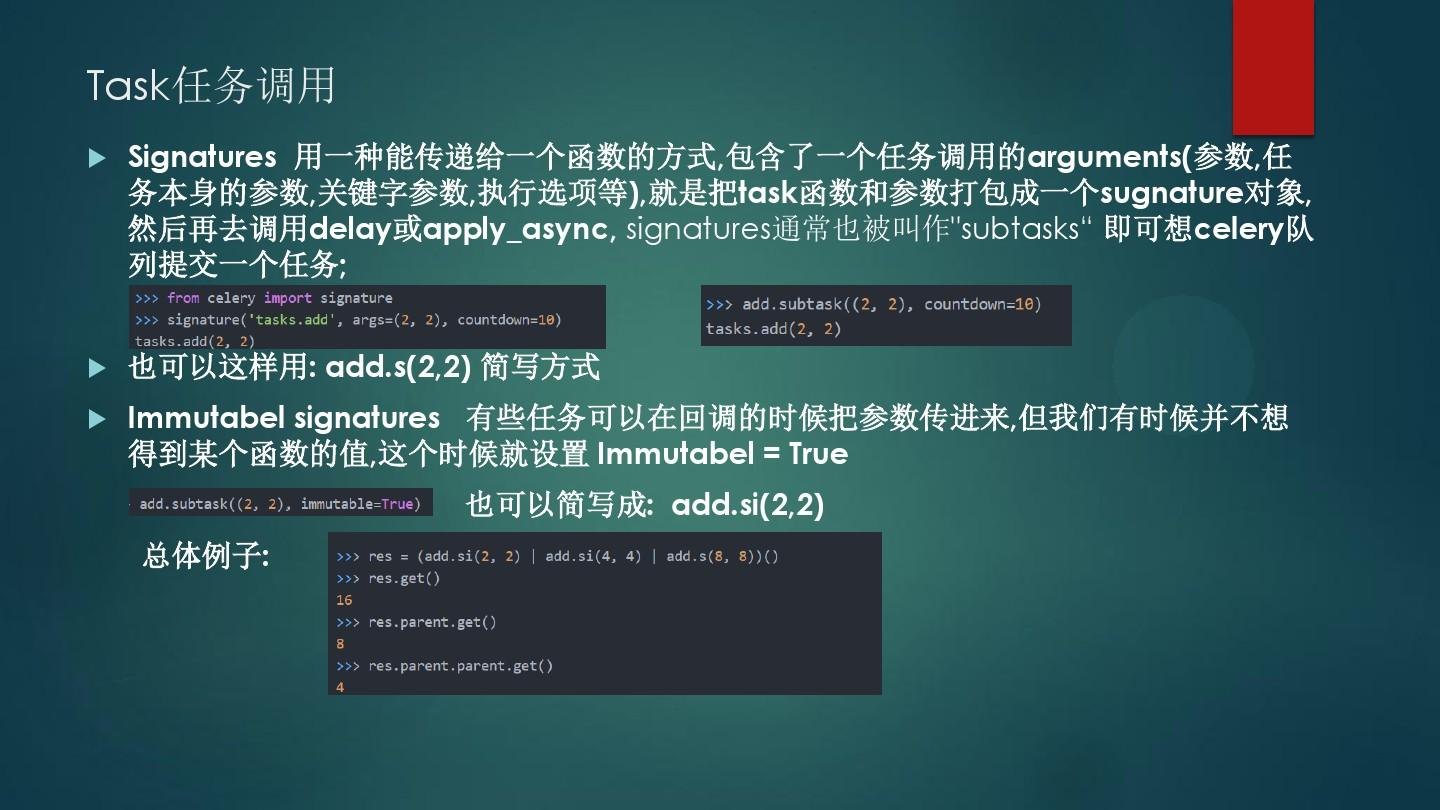 Task任务调用
Signatures 用一种能传递给一个函数的方式,包含了一个任务调用的arguments(参数,任
务本身的参数,关键字参数,执行选项等),就是把task函数和参数打包成一个sugnature对象,
然后再去调用delay或apply_async, signatures通常也被叫作"subtasks“ 即可想celery队
列提交一个任务;
>>> from celery import signature
>>> signature('tasks.add', args=(2, 2), countdown=10)
tasks.add(2, 2)
>>> add.subtask((2, 2), countdown=10)
tasks.add(2, 2)
也可以这样用: add.s(2,2) 简写方式
Immutabel signatures 有些任务可以在回调的时候把参数传进来,但我们有时候并不想
得到某个函数的值,这个时候就设置 Immutabel = True
add.subtask((2, 2), immutable=True)
也可以简写成: add.si(2,2)
总体例子:
>>> res = (add.si(2, 2) | add.si(4, 4) | add.s(8, 8))()
>>> res.get()
16
>>> res.parent.get()
8
>>> res.parent.parent.get()
4